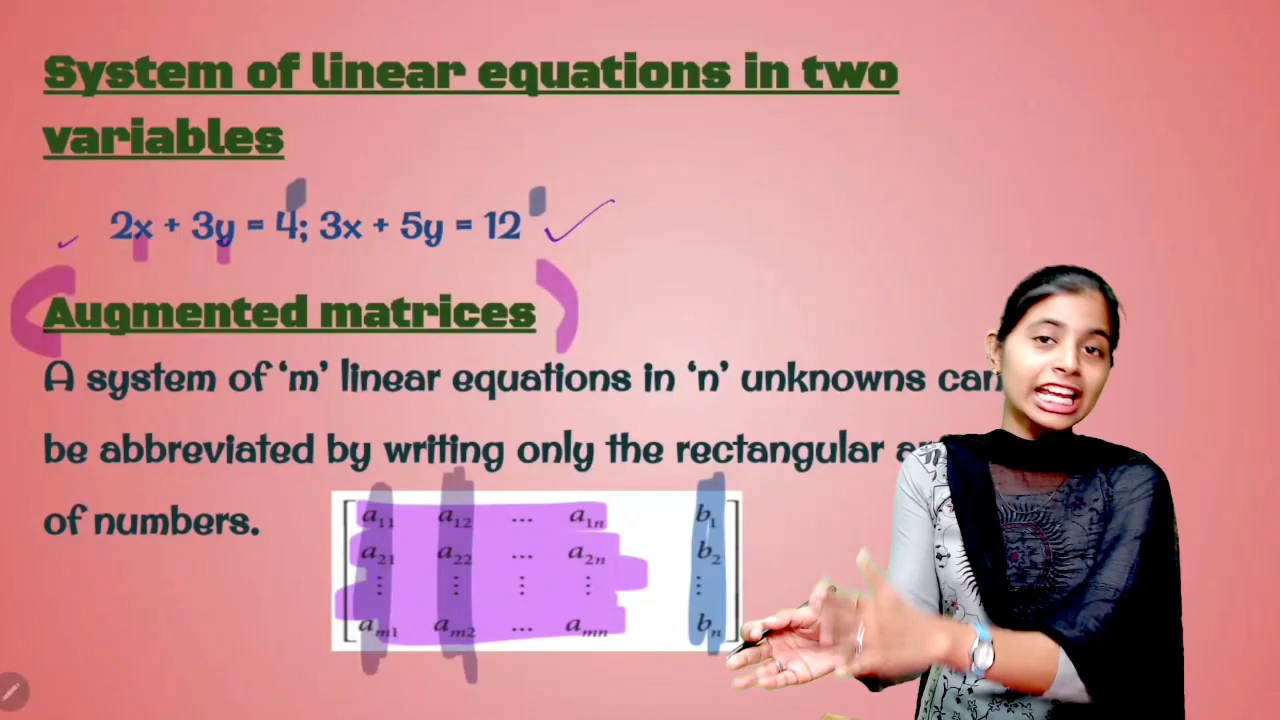 System of linear equations in two
variables
2x + 3y = 4; 3x + 5y = 12
Augmented matrices
A system of ‘m’ linear equations in ‘n’ unknowns can
be abbreviated by writing only the rectangular
of numbers.
a₁₁ a₁₂ ... a₁ₙ b₁
a₂₁ a₂₂ ... a₂ₙ b₂
⋮ ⋮ ⋮ ⋮ ⋮
aₘ₁ aₘ₂ ... aₘₙ bₙ